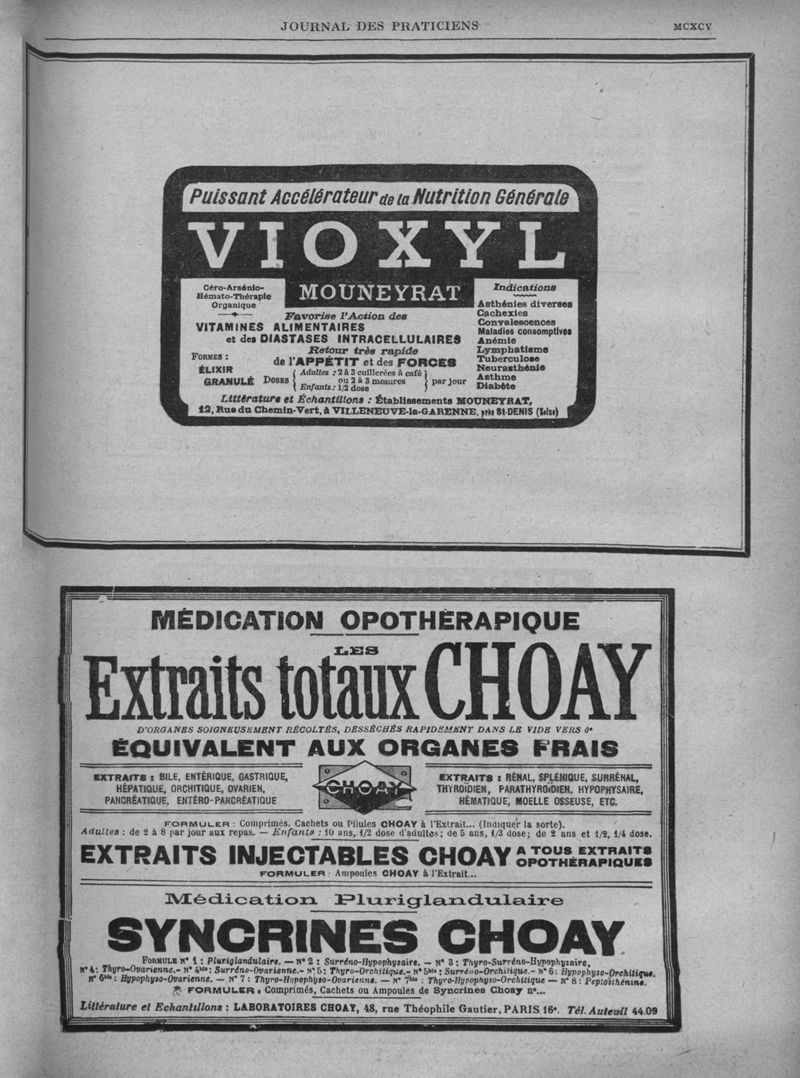 JOURNAL DES PRATICIENS MCXCV
Puissant Accélérateur de la Nutrition Générale
VIOXYL
MOUNEYRAT
Céro-Arsénio-
Hémato-Thérapie
Organique
Favorise l'Action des
VITAMINES ALIMENTAIRES
et des DIASTASES INTRACELLULAIRES
Retour très rapide
de l'APPÉTIT et des FORCES
FORMES :
ÉLIXIR
GRANULÉ
DOSES
Adultes : 2 à 3 cuillerées à café
ou 2 à 3 mesures
Enfants : 1/2 dose
par jour
Indications
Asthénies diverses
Cachexies
Convalescences
Maladies consomptives
Anémie
Lymphatisme
Tuberculose
Neurasthénie
Asthme
Diabète
Littérature et Échantillons : Établissements MOUNEYRAT,
12, Rue du Chemin-Vert, à VILLENEUVE-la-GARENNE, près St-DENIS (Seine)
MÉDICATION OPOTHÉRAPIQUE
LES
Extraits totaux CHOAY
D'ORGANES SOIGNEUSEMENT RÉCOLTÉS, DESSÉCHÉS RAPIDEMENT DANS LE VIDE VERS 0°
ÉQUIVALENT AUX ORGANES FRAIS
EXTRAITS : BILE, ENTÉRIQUE, GASTRIQUE,
HÉPATIQUE, ORCHITIQUE, OVARIEN,
PANCRÉATIQUE, ENTÉRO-PANCRÉATIQUE
CHOAY
EXTRAITS : RÉNAL, SPLÉNIQUE, SURRÉNAL,
THYROÏDIEN, PARATHYROÏDIEN, HYPOPHYSAIRE,
HÉMATIQUE, MOELLE OSSEUSE, ETC.
FORMULER : Comprimés, Cachets ou Pilules CHOAY à l'Extrait... (Indiquer la sorte).
Adultes : de 2 à 8 par jour aux repas. — Enfants : 10 ans, 1/2 dose d'adultes; de 5 ans, 1/3 dose; de 2 ans et 1/2, 1/4 dose.
EXTRAITS INJECTABLES CHOAY A TOUS EXTRAITS OPOTHÉRAPIQUES
FORMULER : Ampoules CHOAY à l'Extrait...
Médication Pluriglandulaire
SYNCRINES CHOAY
FORMULE N° 1 : Pluriglandulaire. — N° 2 : Surréno-Hypophysaire. — N° 3 : Thyro-Surréno-Hypophysaire,
N° 4 : Thyro-Ovarienne.- N° 4bis : Surréno-Ovarienne.- N° 5 : Thyro-Orchitique.- N° 5bis : Surréno-Orchitique.- N° 6 : Hypophyso-Orchitique.
N° 6bis : Hypophyso-Ovarienne. — N° 7 : Thyro-Hypophyso-Ovarienne. — N° 7bis : Thyro-Hypophyso-Orchitique — N° 8 : Peptosthénine.
FORMULER : Comprimés, Cachets ou Ampoules de Syncrines Choay n°...
Littérature et Echantillons : LABORATOIRES CHOAY, 48, rue Théophile Gautier, PARIS 16°. Tél. Auteuil 44.09